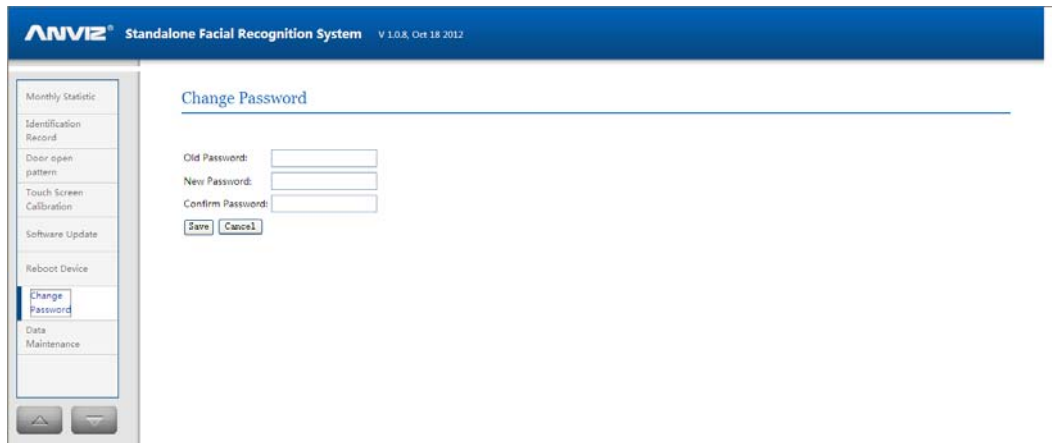 ANVIZ® Standalone Facial Recognition System V 1.0.8, Oct 18 2012
Monthly Statistic
Identification
Record
Door open
pattern
Touch Screen
Calibration
Software Update
Reboot Device
Change
Password
Data
Maintenance
Change Password
Old Password:
New Password:
Confirm Password:
Save Cancel